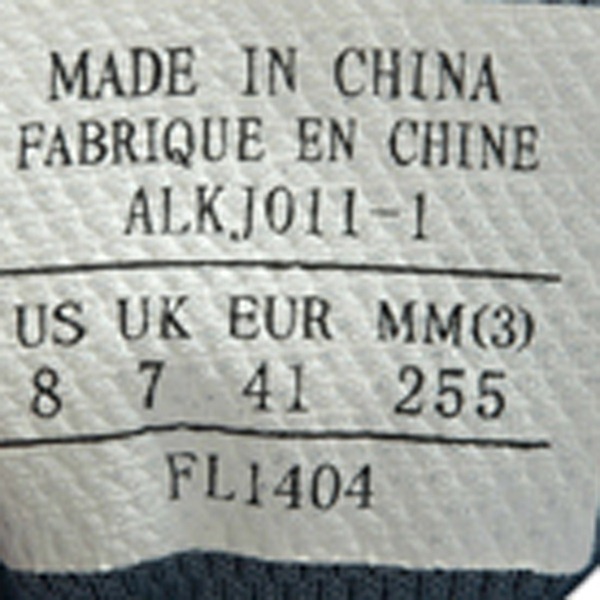 MADE IN CHINA
FABRIQUE EN CHINE
ALKJ011-1
US UK EUR MM(3)
8 7 41 255
FL1404